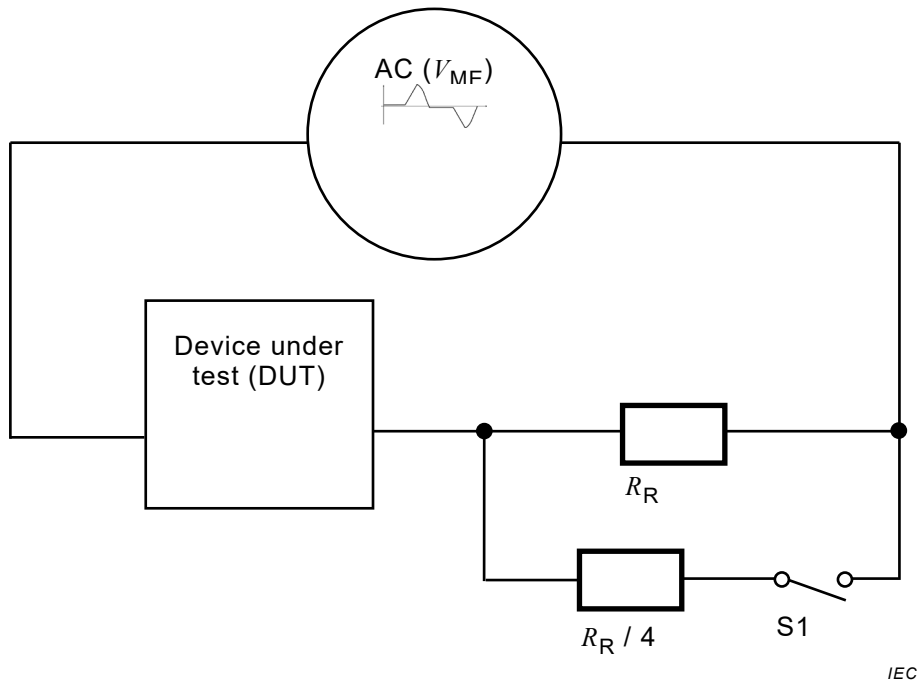 AC (VMF)
Device under
test (DUT)
RR
RR / 4
S1
IEC